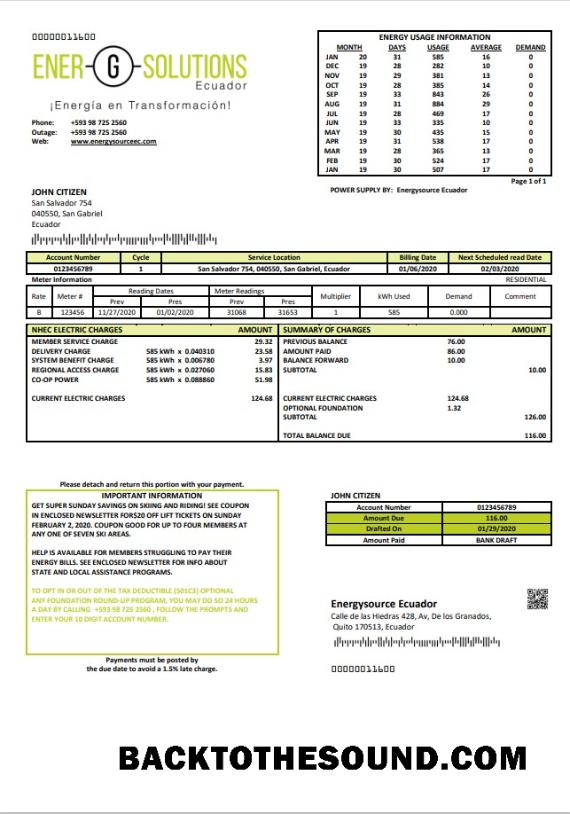 00000011600
ENER G SOLUTIONS
Ecuador
¡Energía en Transformación!
Phone: +593 98 725 2560
Outage: +593 98 725 2560
Web: www.energysourceec.com
ENERGY USAGE INFORMATION
MONTH DAYS USAGE AVERAGE DEMAND
JAN 20 31 585 16 0
DEC 19 28 282 10 0
NOV 19 29 381 13 0
OCT 19 28 385 14 0
SEP 19 33 843 26 0
AUG 19 31 884 29 0
JUL 19 28 469 17 0
JUN 19 33 335 10 0
MAY 19 30 435 15 0
APR 19 31 538 17 0
MAR 19 28 365 13 0
FEB 19 30 524 17 0
JAN 19 30 507 17 0
Page 1 of 1
POWER SUPPLY BY: Energysource Ecuador
JOHN CITIZEN
San Salvador 754
040550, San Gabriel
Ecuador
Account Number Cycle Service Location Billing Date Next Scheduled read Date
0123456789 1 San Salvador 754, 040550, San Gabriel, Ecuador 01/06/2020 02/03/2020
Meter Information RESIDENTIAL
Rate Meter # Reading Dates Meter Readings Multiplier kWh Used Demand Comment
Prev Pres Prev Pres
B 123456 11/27/2020 01/02/2020 31068 31653 1 585 0.000
NHEC ELECTRIC CHARGES AMOUNT
MEMBER SERVICE CHARGE 29.32
DELIVERY CHARGE 585 kWh x 0.040310 23.58
SYSTEM BENEFIT CHARGE 585 kWh x 0.006780 3.97
REGIONAL ACCESS CHARGE 585 kWh x 0.027060 15.83
CO-OP POWER 585 kWh x 0.088860 51.98
CURRENT ELECTRIC CHARGES 124.68
SUMMARY OF CHARGES AMOUNT
PREVIOUS BALANCE 76.00
AMOUNT PAID 86.00
BALANCE FORWARD 10.00
SUBTOTAL 10.00
CURRENT ELECTRIC CHARGES 124.68
OPTIONAL FOUNDATION 1.32
SUBTOTAL 126.00
TOTAL BALANCE DUE 116.00
Please detach and return this portion with your payment.
IMPORTANT INFORMATION
GET SUPER SUNDAY SAVINGS ON SKIING AND RIDING! SEE COUPON
IN ENCLOSED NEWSLETTER FOR$20 OFF LIFT TICKETS ON SUNDAY
FEBRUARY 2, 2020. COUPON GOOD FOR UP TO FOUR MEMBERS AT
ANY ONE OF SEVEN SKI AREAS.
HELP IS AVAILABLE FOR MEMBERS STRUGGLING TO PAY THEIR
ENERGY BILLS. SEE ENCLOSED NEWSLETTER FOR INFO ABOUT
STATE AND LOCAL ASSISTANCE PROGRAMS.
TO OPT IN OR OUT OF THE TAX DEDUCTIBLE (501C3) OPTIONAL
ANY FOUNDATION ROUND-UP PROGRAM, YOU MAY DO SO 24 HOURS
A DAY BY CALLING +593 98 725 2560 , FOLLOW THE PROMPTS AND
ENTER YOUR 10 DIGIT ACCOUNT NUMBER.
Payments must be posted by
the due date to avoid a 1.5% late charge.
JOHN CITIZEN
Account Number 0123456789
Amount Due 116.00
Drafted On 01/29/2020
Amount Paid BANK DRAFT
Energysource Ecuador
Calle de las Hiedras 428, Av, De los Granados,
Quito 170513, Ecuador
00000011600
BACKTOTHESOUND.COM